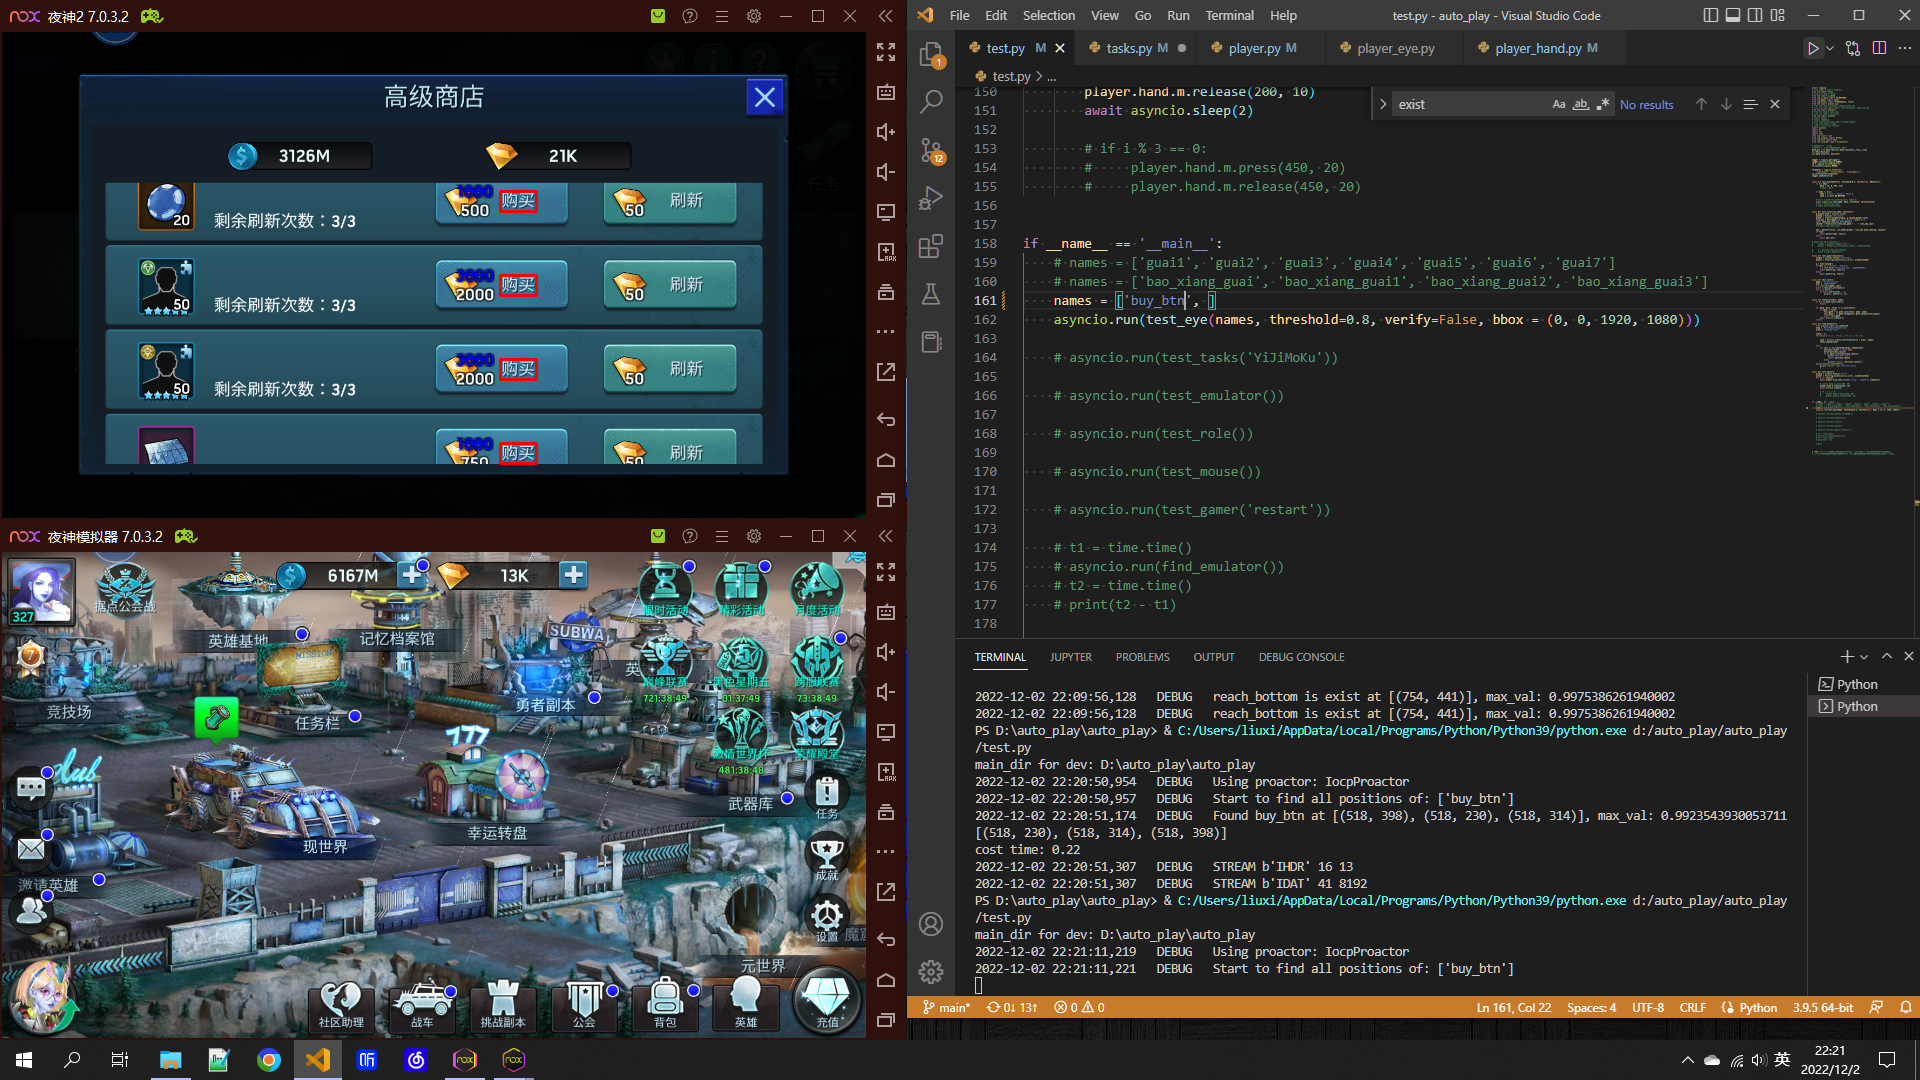 nox 夜神2 7.0.3.2
高级商店
3126M
21K
20
剩余刷新次数：3/3
500
购买
50
刷新
50
剩余刷新次数：3/3
2000
购买
50
刷新
50
剩余刷新次数：3/3
2000
购买
50
刷新
750
购买
50
刷新
nox 夜神模拟器 7.0.3.2
327
据点公会战
6167M
13K
限时活动
精彩活动
月度活动
英雄基地
记忆档案馆
MISSION
SUBWA
7
巅峰联赛
黑色星期五
跨服联赛
721:38:49
01:37:49
73:38:49
竞技场
任务栏
勇者副本
777
激情世界杯
荣耀殿堂
481:38:48
Club
武器库
任务
幸运转盘
现世界
成就
邀请英雄
设置
元世界
社区助理
战车
挑战副本
公会
背包
英雄
充值
File Edit Selection View Go Run Terminal Help
test.py - auto_play - Visual Studio Code
test.py M
tasks.py M
player.py M
player_eye.py
player_hand.py M
test.py > ...
exist
Aa ab
No results
150 player.hand.m.release(200, 10)
151 await asyncio.sleep(2)
152
153 # if i % 3 == 0:
154 #     player.hand.m.press(450, 20)
155 #     player.hand.m.release(450, 20)
156
157
158 if __name__ == '__main__':
159 # names = ['guai1', 'guai2', 'guai3', 'guai4', 'guai5', 'guai6', 'guai7']
160 # names = ['bao_xiang_guai', 'bao_xiang_guai1', 'bao_xiang_guai2', 'bao_xiang_guai3']
161 names = ['buy_btn', ]
162 asyncio.run(test_eye(names, threshold=0.8, verify=False, bbox = (0, 0, 1920, 1080)))
163
164 # asyncio.run(test_tasks('YiJiMoKu'))
165
166 # asyncio.run(test_emulator())
167
168 # asyncio.run(test_role())
169
170 # asyncio.run(test_mouse())
171
172 # asyncio.run(test_gamer('restart'))
173
174 # t1 = time.time()
175 # asyncio.run(find_emulator())
176 # t2 = time.time()
177 # print(t2 - t1)
178
TERMINAL JUPYTER PROBLEMS OUTPUT DEBUG CONSOLE
Python
Python
2022-12-02 22:09:56,128 DEBUG reach_bottom is exist at [(754, 441)], max_val: 0.9975386261940002
2022-12-02 22:09:56,128 DEBUG reach_bottom is exist at [(754, 441)], max_val: 0.9975386261940002
PS D:\auto_play\auto_play> & C:/Users/liuxi/AppData/Local/Programs/Python/Python39/python.exe d:/auto_play/auto_play
/test.py
main_dir for dev: D:\auto_play\auto_play
2022-12-02 22:20:50,954 DEBUG Using proactor: IocpProactor
2022-12-02 22:20:50,957 DEBUG Start to find all positions of: ['buy_btn']
2022-12-02 22:20:51,174 DEBUG Found buy_btn at [(518, 398), (518, 230), (518, 314)], max_val: 0.9923543930053711
[(518, 230), (518, 314), (518, 398)]
cost time: 0.22
2022-12-02 22:20:51,307 DEBUG STREAM b'IHDR' 16 13
2022-12-02 22:20:51,307 DEBUG STREAM b'IDAT' 41 8192
PS D:\auto_play\auto_play> & C:/Users/liuxi/AppData/Local/Programs/Python/Python39/python.exe d:/auto_play/auto_play
/test.py
main_dir for dev: D:\auto_play\auto_play
2022-12-02 22:21:11,219 DEBUG Using proactor: IocpProactor
2022-12-02 22:21:11,221 DEBUG Start to find all positions of: ['buy_btn']
1
12
main* 0↓ 13↑ 0 0
Ln 161, Col 22 Spaces: 4 UTF-8 CRLF Python 3.9.5 64-bit
英
22:21
2022/12/2